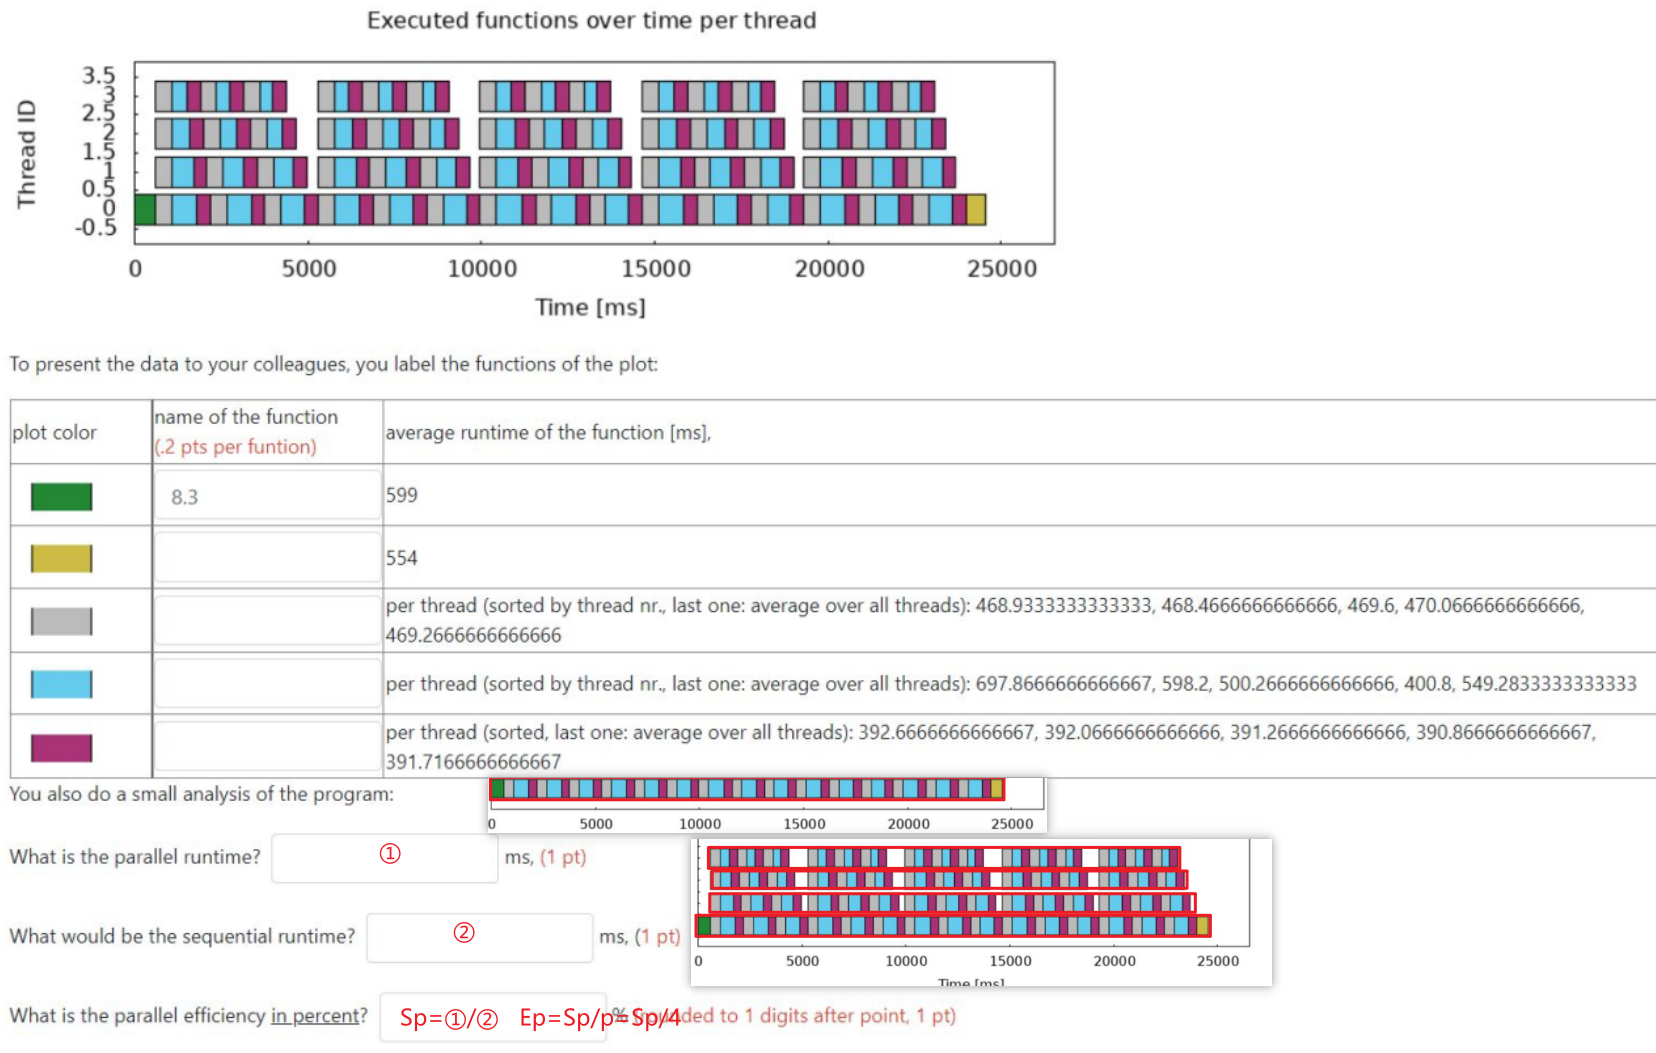 Executed functions over time per thread
Thread ID
3.5
3
2.5
2
1.5
1
0.5
0
-0.5
0 5000 10000 15000 20000 25000
Time [ms]
To present the data to your colleagues, you label the functions of the plot:
plot color
name of the function
(.2 pts per funtion)
average runtime of the function [ms],
8.3
599
554
per thread (sorted by thread nr., last one: average over all threads): 468.9333333333333, 468.4666666666666, 469.6, 470.0666666666666,
469.2666666666666
per thread (sorted by thread nr., last one: average over all threads): 697.8666666666667, 598.2, 500.2666666666666, 400.8, 549.2833333333333
per thread (sorted, last one: average over all threads): 392.6666666666667, 392.0666666666666, 391.2666666666666, 390.8666666666667,
391.7166666666667
You also do a small analysis of the program:
0 5000 10000 15000 20000 25000
What is the parallel runtime? ① ms, (1 pt)
What would be the sequential runtime? ② ms, (1 pt)
0 5000 10000 15000 20000 25000
Time [ms]
What is the parallel efficiency in percent? Sp=①/② Ep=Sp/p=Sp/4
% ded to 1 digits after point, 1 pt)